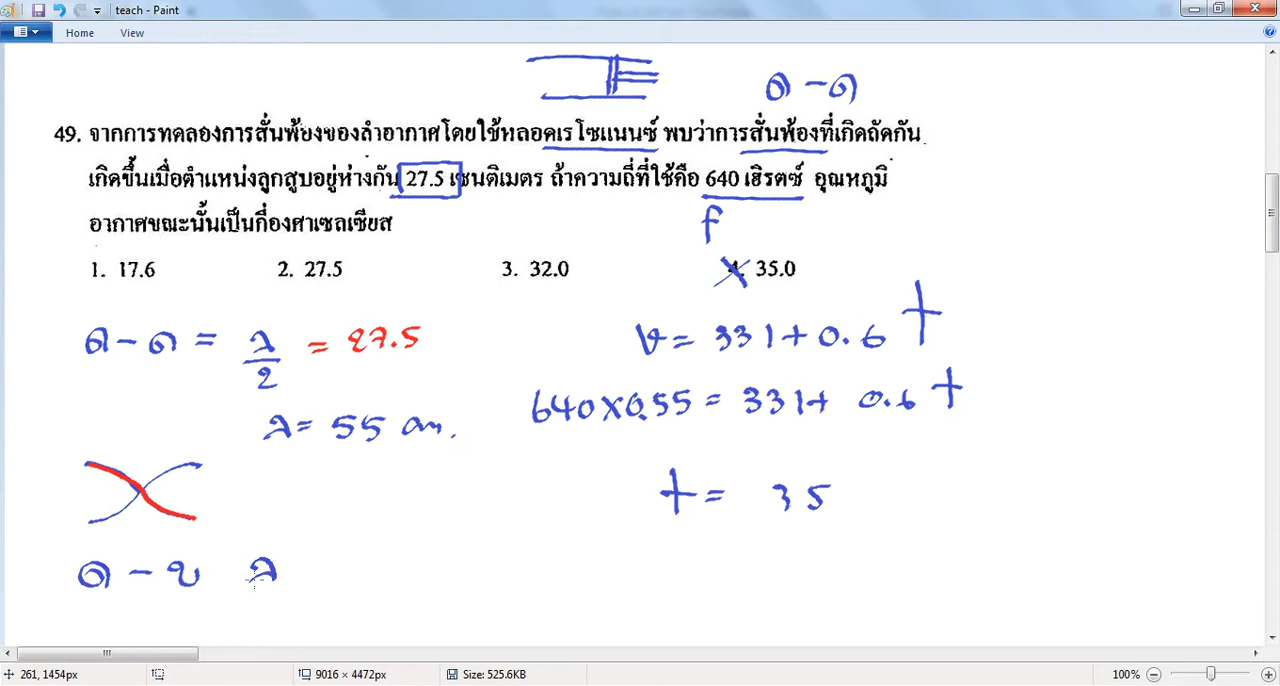 teach - Paint
Home View
ด - ด
49. จากการทดลองการสั่นพ้องของลำอากาศโดยใช้หลอดเรโซแนนซ์ พบว่าการสั่นพ้องที่เกิดถัดกัน
เกิดขึ้นเมื่อตำแหน่งลูกสูบอยู่ห่างกัน 27.5 เซนติเมตร ถ้าความถี่ที่ใช้คือ 640 เฮิรตซ์ อุณหภูมิ
อากาศขณะนั้นเป็นกี่องศาเซลเซียส
f
1. 17.6 2. 27.5 3. 32.0 4. 35.0
ด - ด = λ/2 = 27.5
v = 331 + 0.6 t
λ = 55 cm.
640×0.55 = 331 + 0.6 t
t = 35
ด - บ λ
261, 1454px 9016 × 4472px Size: 525.6KB 100%